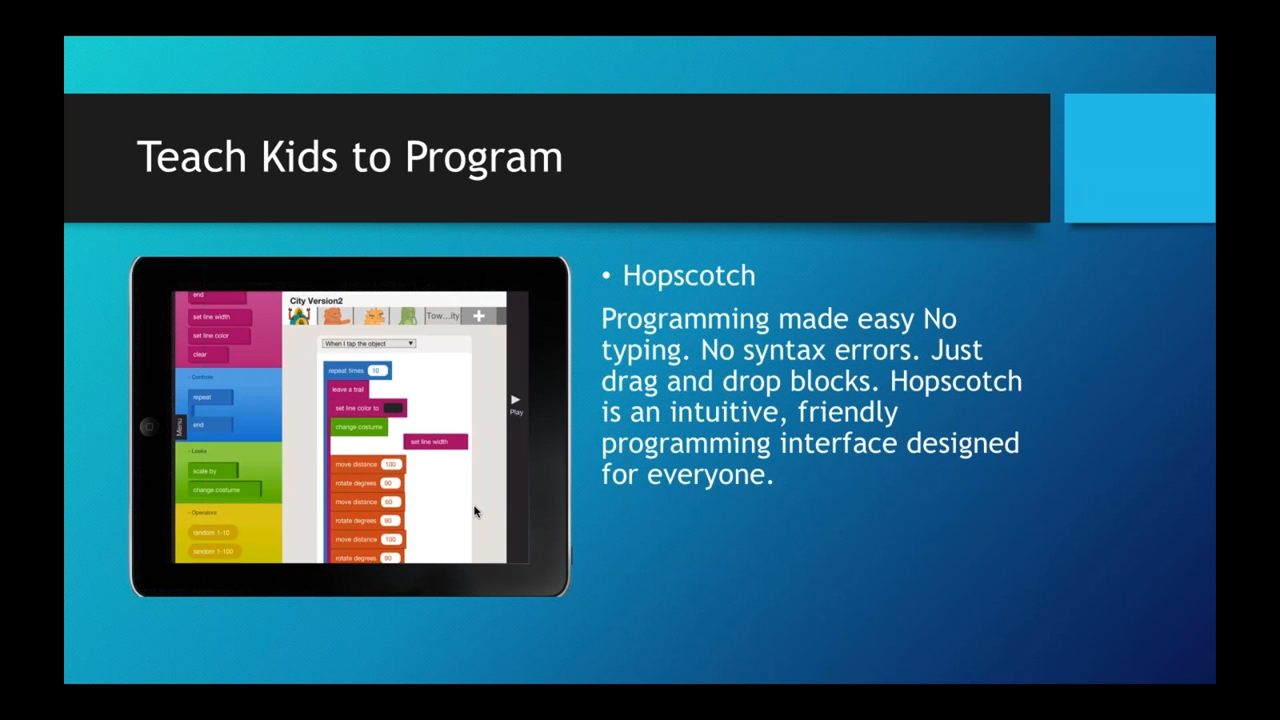 Teach Kids to Program
• Hopscotch
Programming made easy No
typing. No syntax errors. Just
drag and drop blocks. Hopscotch
is an intuitive, friendly
programming interface designed
for everyone.
end
set line width
set line color
clear
- Controls
repeat
end
Menu
- Looks
scale by
change costume
- Operators
random 1-10
random 1-100
City Version2
Tow...ity +
When I tap the object
repeat times 10
leave a trail
set line color to
change costume
set line width
move distance 100
rotate degrees 90
move distance 60
rotate degrees 90
move distance 100
rotate degrees 90
Play